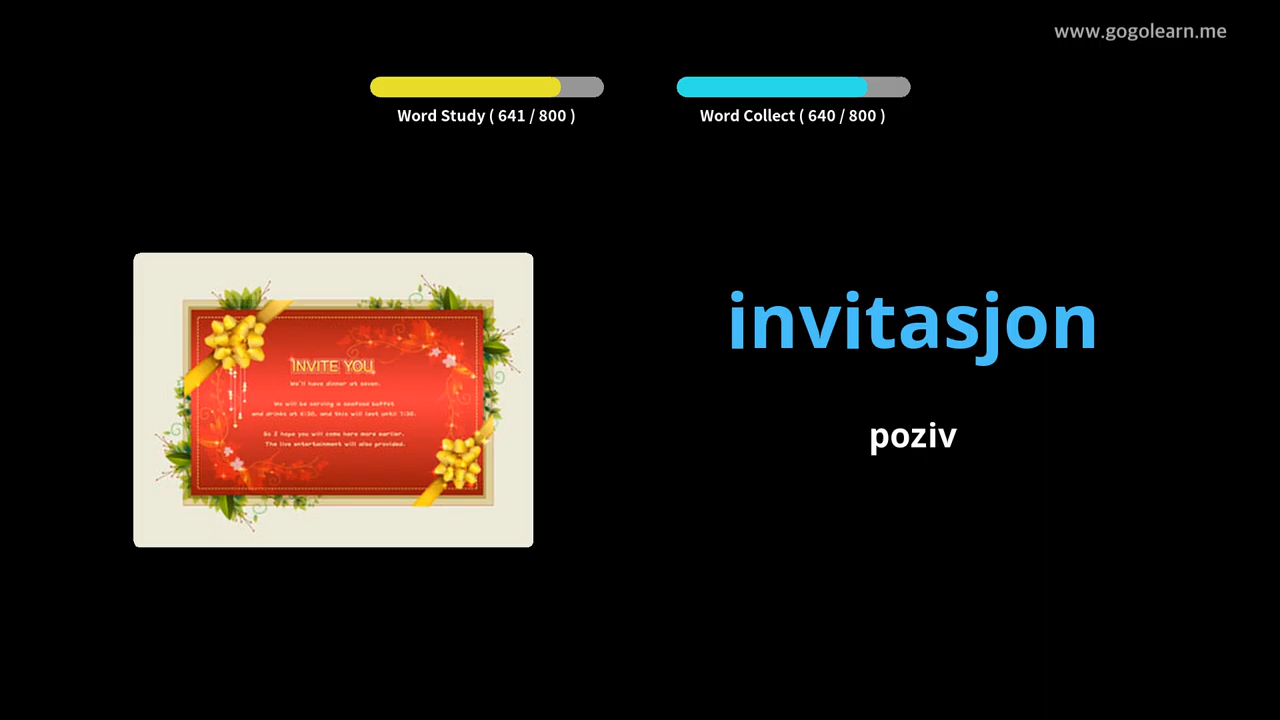 www.gogolearn.me
Word Study ( 641 / 800 )
Word Collect ( 640 / 800 )
INVITE YOU
We'll have dinner at seven.
We will be serving a seafood buffet
and drinks at 6:30, and this will last until 7:30.
So I hope you will come here more earlier.
The live entertainment will also provided.
invitasjon
poziv